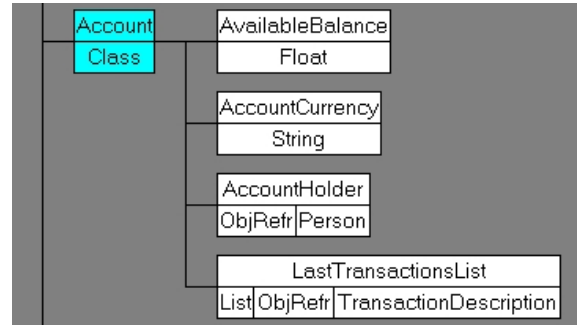 Account
Class
AvailableBalance
Float
AccountCurrency
String
AccountHolder
ObjRefr Person
LastTransactionsList
List ObjRefr TransactionDescription